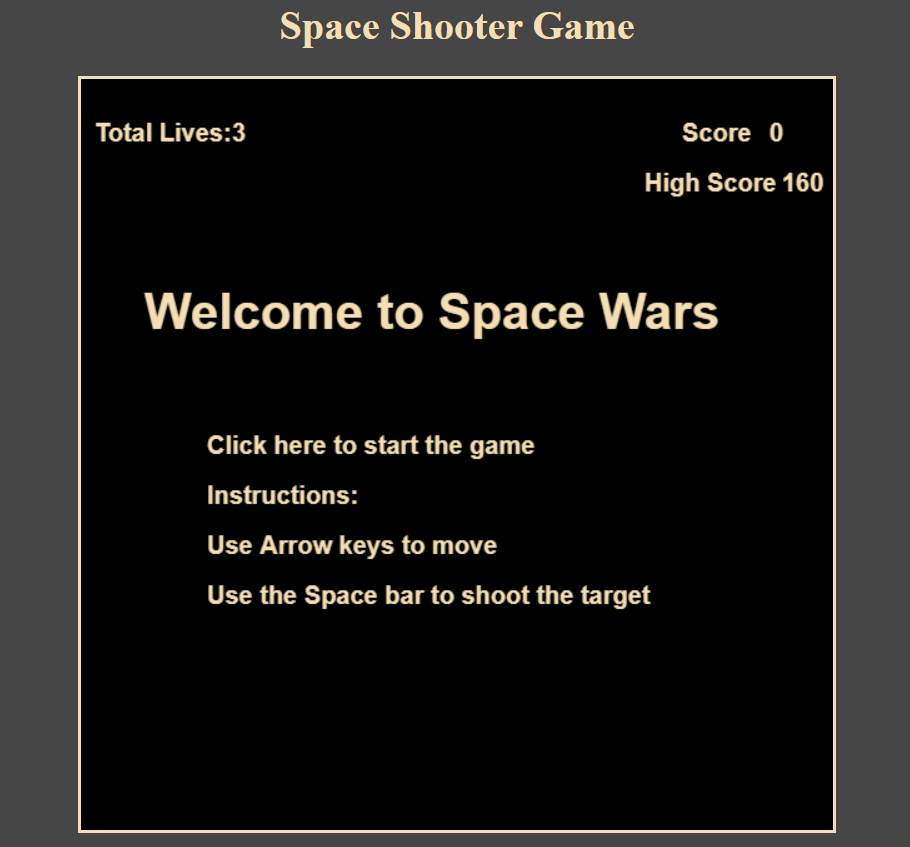 Space Shooter Game
Total Lives:3
Score 0
High Score 160
Welcome to Space Wars
Click here to start the game
Instructions:
Use Arrow keys to move
Use the Space bar to shoot the target